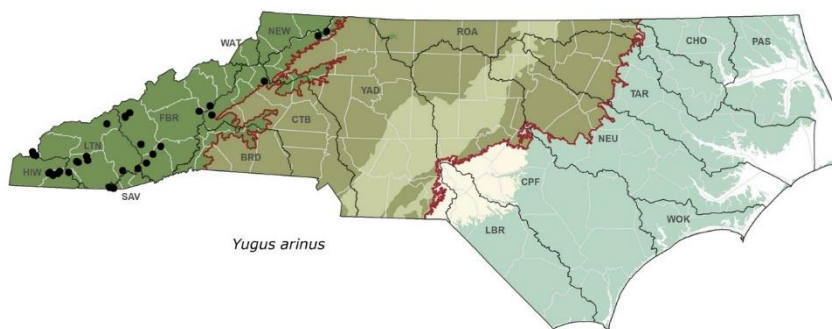 NEW
ROA
CHO
PAS
WAT
TAR
FBR
YAD
CTB
LTN
NEU
BRD
HIW
CPF
SAV
WOK
LBR
Yugus arinus